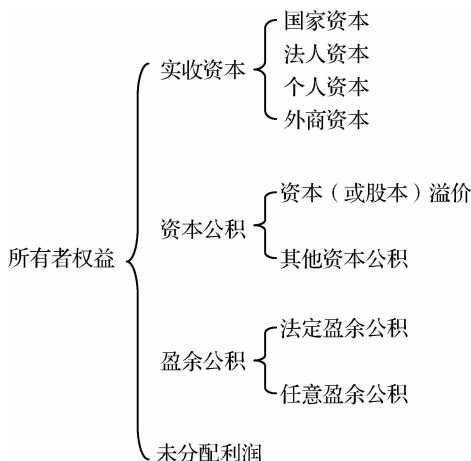 所有者权益
实收资本
国家资本
法人资本
个人资本
外商资本
资本公积
资本（或股本）溢价
其他资本公积
盈余公积
法定盈余公积
任意盈余公积
未分配利润